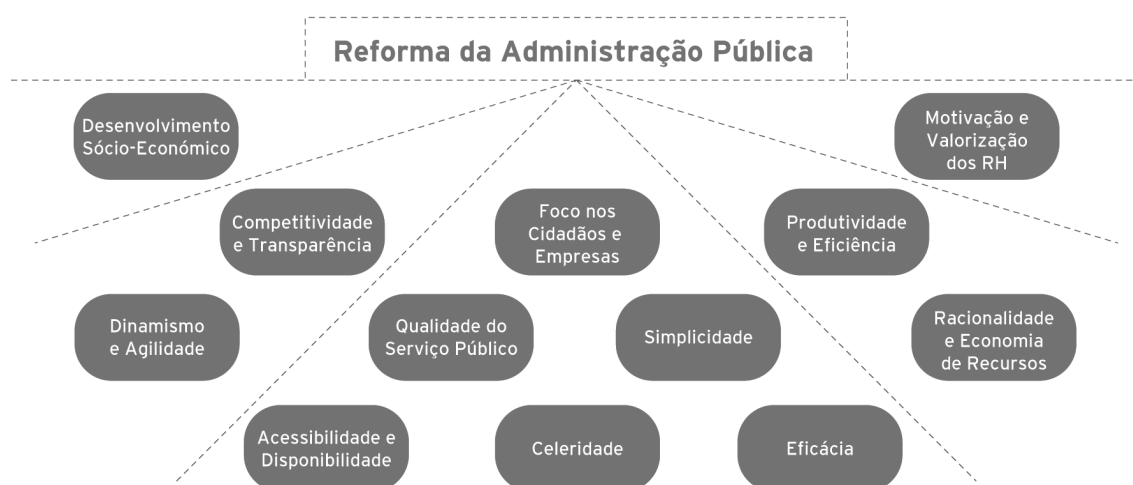 Reforma da Administração Pública
Desenvolvimento
Sócio-Económico
Motivação e
Valorização
dos RH
Competitividade
e Transparência
Foco nos
Cidadãos e
Empresas
Produtividade
e Eficiência
Dinamismo
e Agilidade
Qualidade do
Serviço Público
Simplicidade
Racionalidade
e Economia
de Recursos
Acessibilidade e
Disponibilidade
Celeridade
Eficácia